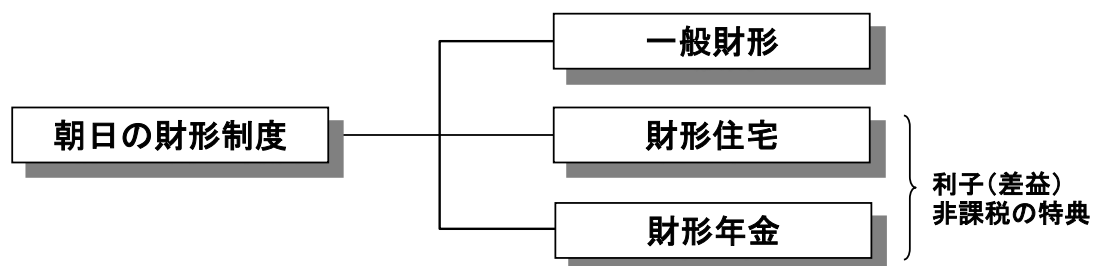 一般財形
朝日の財形制度
財形住宅
財形年金
利子（差益）
非課税の特典